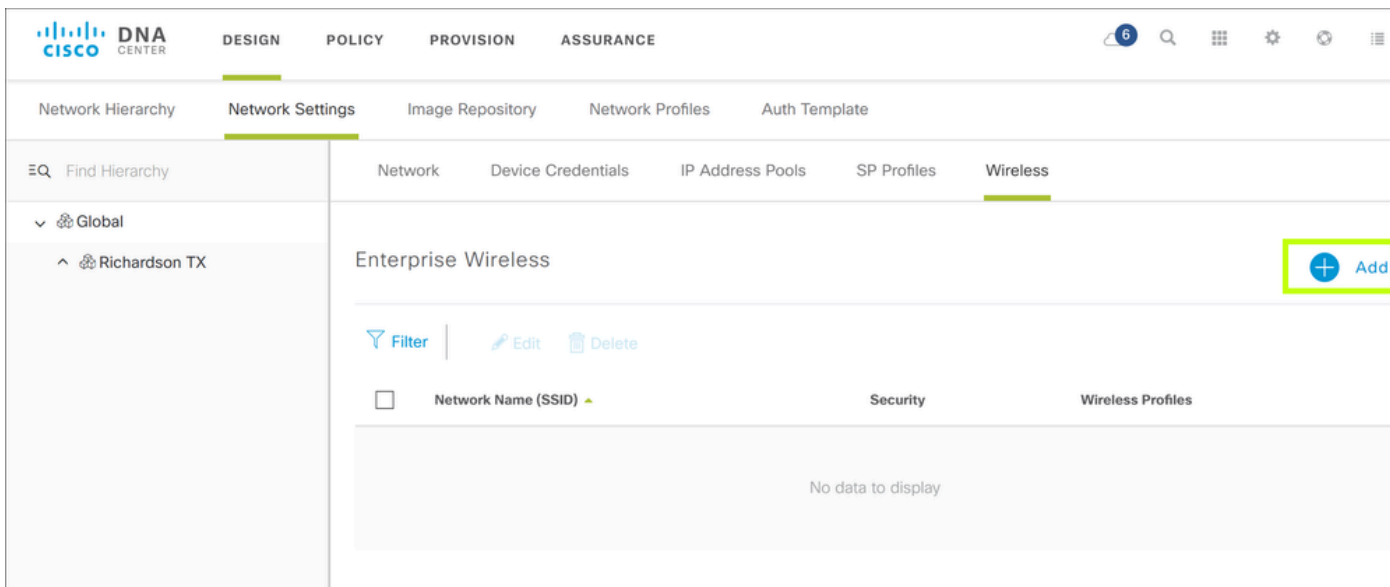 CISCO DNA CENTER DESIGN POLICY PROVISION ASSURANCE 6
Network Hierarchy Network Settings Image Repository Network Profiles Auth Template
Find Hierarchy Network Device Credentials IP Address Pools SP Profiles Wireless
Global
Richardson TX Enterprise Wireless Add
Filter Edit Delete
Network Name (SSID) Security Wireless Profiles
No data to display